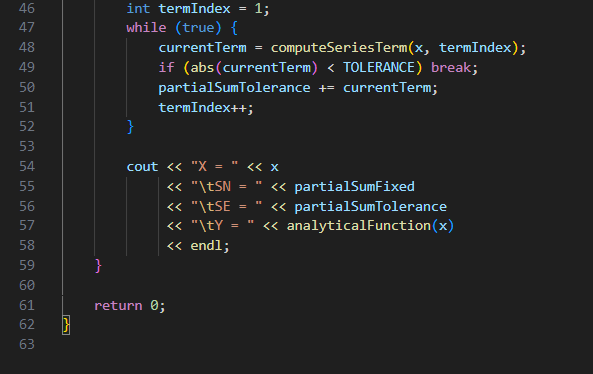 46 int termIndex = 1;
47 while (true) {
48 currentTerm = computeSeriesTerm(x, termIndex);
49 if (abs(currentTerm) < TOLERANCE) break;
50 partialSumTolerance += currentTerm;
51 termIndex++;
52 }
53
54 cout << "X = " << x
55 << "\tSN = " << partialSumFixed
56 << "\tSE = " << partialSumTolerance
57 << "\tY = " << analyticalFunction(x)
58 << endl;
59 }
60
61 return 0;
62 }
63